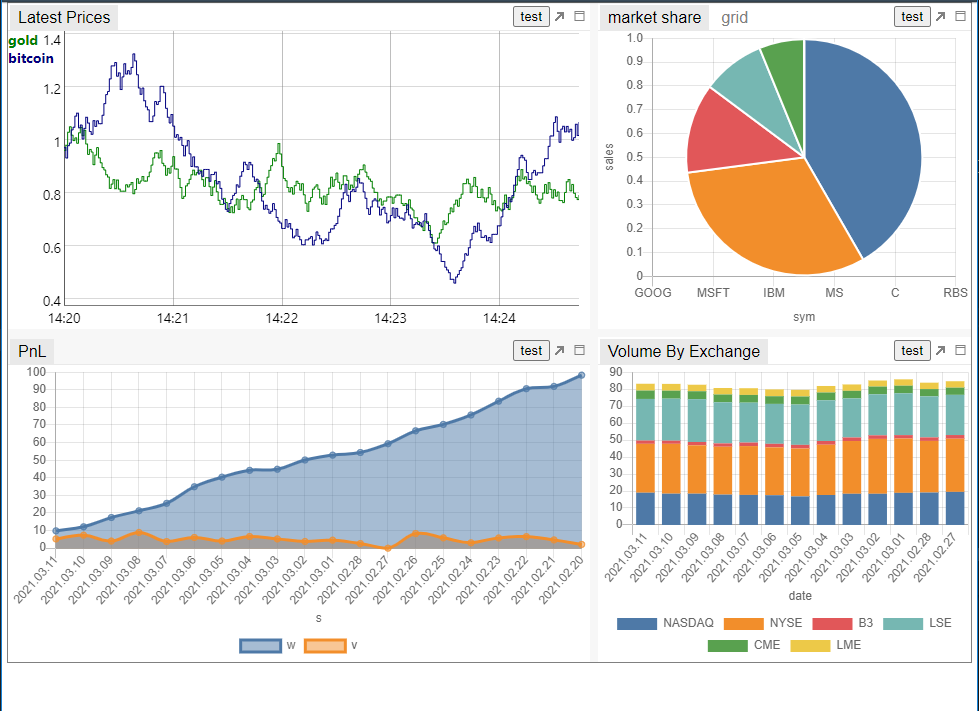 Latest Prices
test
gold
bitcoin
1.4
1.2
1
0.8
0.6
0.4
14:20 14:21 14:22 14:23 14:24
market share grid
test
1.0
0.9
0.8
0.7
0.6
0.5
0.4
0.3
0.2
0.1
0
sales
GOOG MSFT IBM MS C RBS
sym
PnL
test
100
90
80
70
60
50
40
30
20
10
0
2021.03.11 2021.03.10 2021.03.09 2021.03.08 2021.03.07 2021.03.06 2021.03.05 2021.03.04 2021.03.03 2021.03.02 2021.03.01 2021.02.28 2021.02.27 2021.02.26 2021.02.25 2021.02.24 2021.02.23 2021.02.22 2021.02.21 2021.02.20
s
w v
Volume By Exchange
test
90
80
70
60
50
40
30
20
10
0
2021.03.11 2021.03.10 2021.03.09 2021.03.08 2021.03.07 2021.03.06 2021.03.05 2021.03.04 2021.03.03 2021.03.02 2021.03.01 2021.02.28 2021.02.27
date
NASDAQ NYSE B3 LSE
CME LME